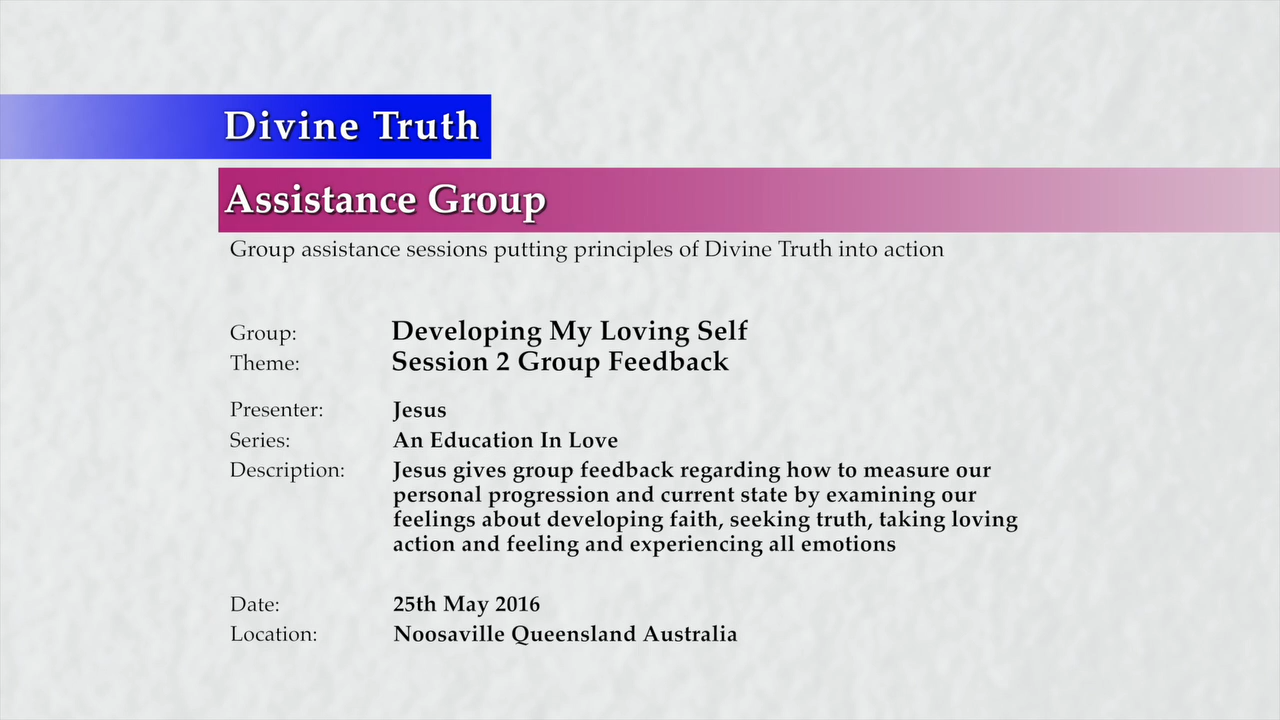 Divine Truth
Assistance Group
Group assistance sessions putting principles of Divine Truth into action
Group: Developing My Loving Self
Theme: Session 2 Group Feedback
Presenter: Jesus
Series: An Education In Love
Description: Jesus gives group feedback regarding how to measure our
personal progression and current state by examining our
feelings about developing faith, seeking truth, taking loving
action and feeling and experiencing all emotions
Date: 25th May 2016
Location: Noosaville Queensland Australia